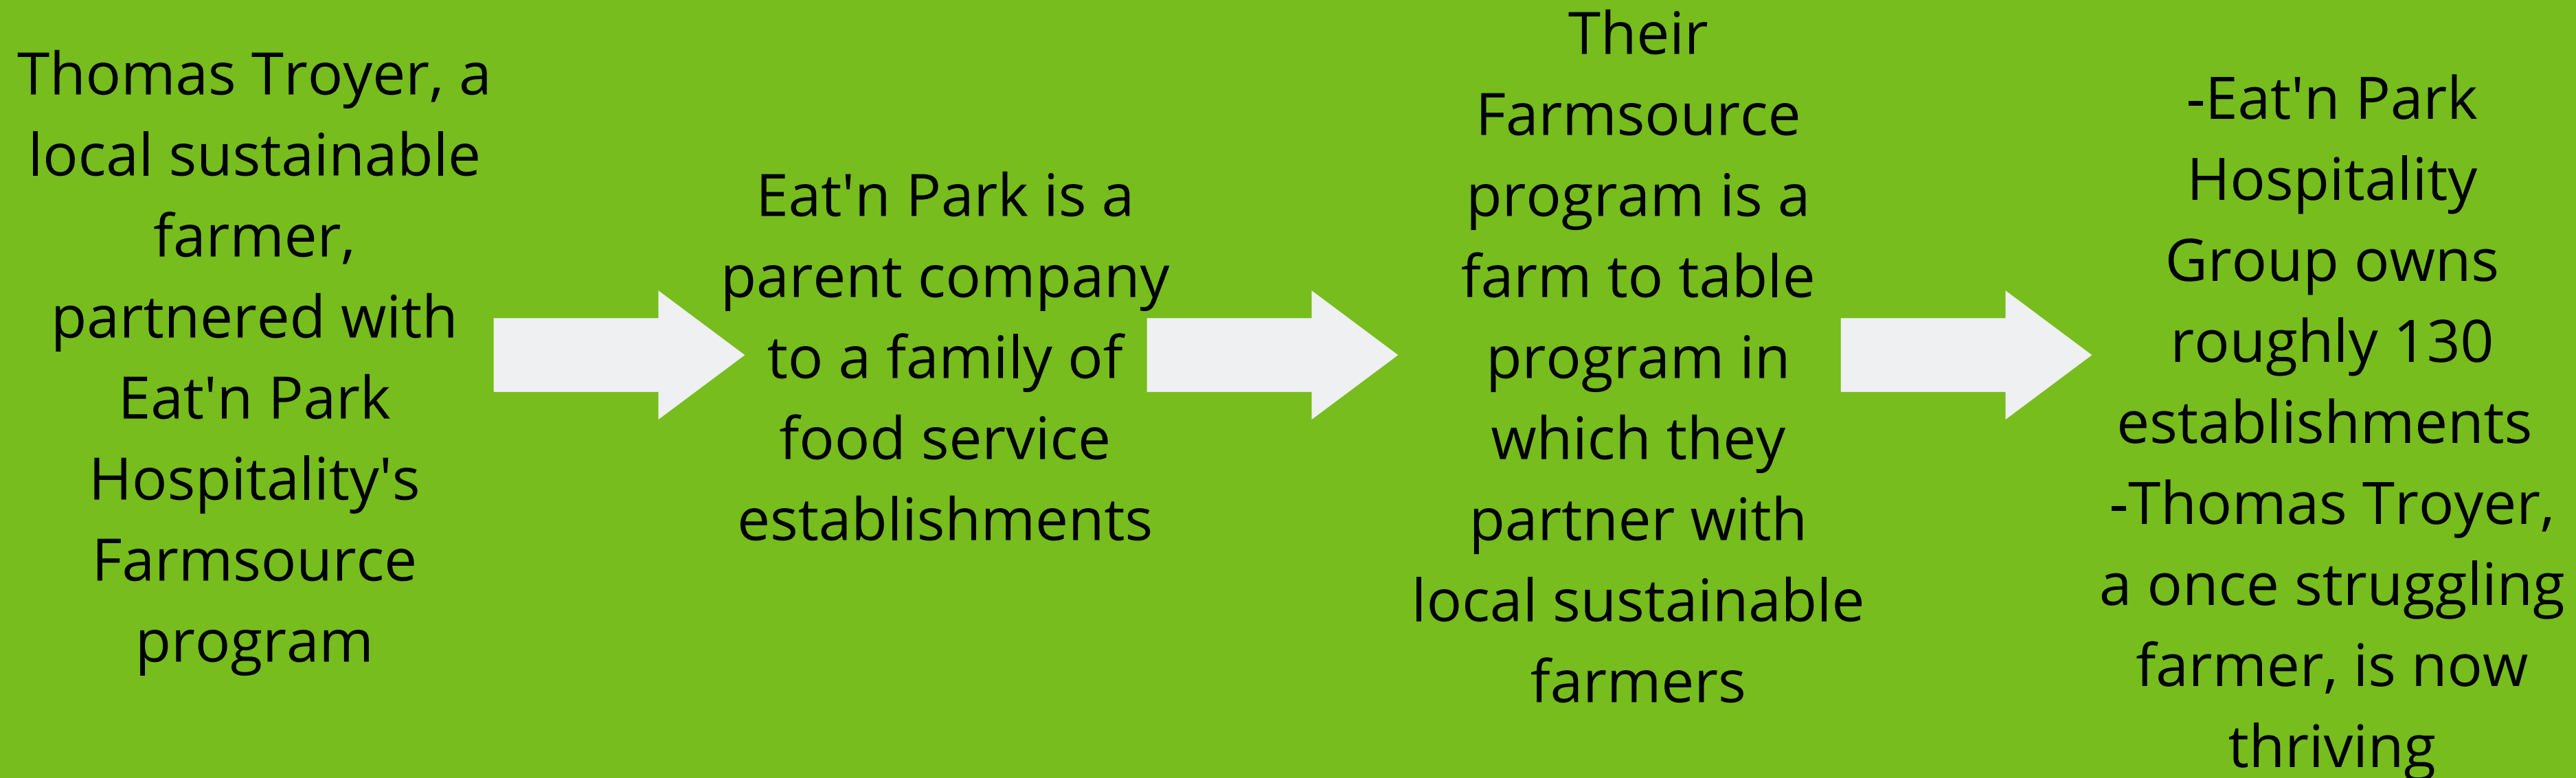 Thomas Troyer, a
local sustainable
farmer,
partnered with
Eat'n Park
Hospitality's
Farmsource
program
Eat'n Park is a
parent company
to a family of
food service
establishments
Their
Farmsource
program is a
farm to table
program in
which they
partner with
local sustainable
farmers
-Eat'n Park
Hospitality
Group owns
roughly 130
establishments
-Thomas Troyer,
a once struggling
farmer, is now
thriving